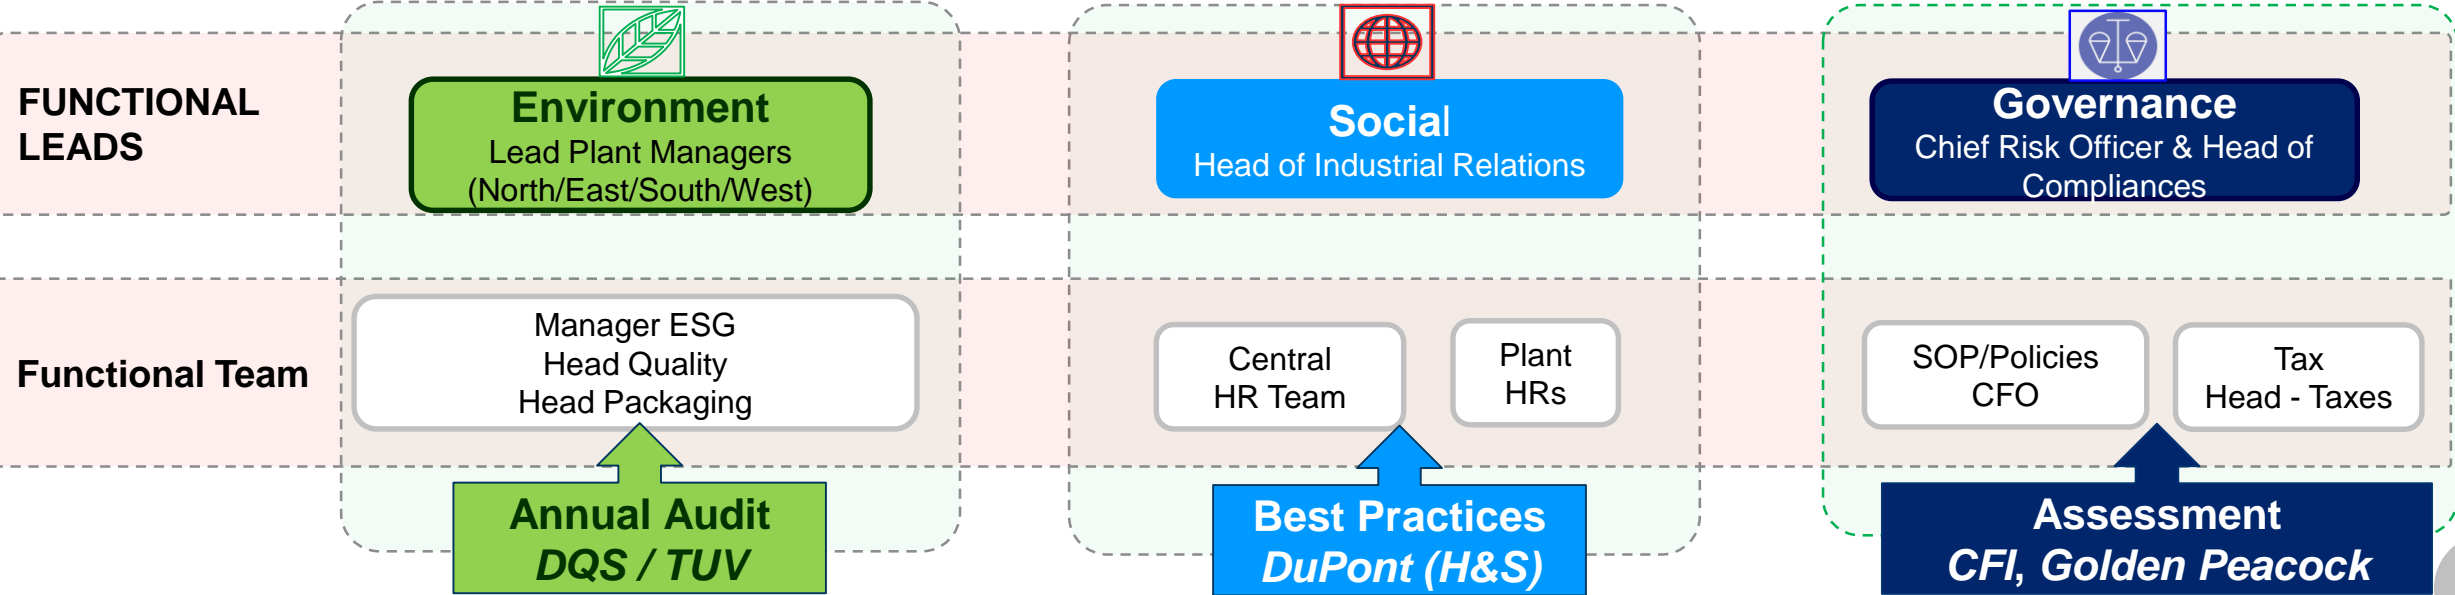 FUNCTIONAL
LEADS
Environment
Lead Plant Managers
(North/East/South/West)
Social
Head of Industrial Relations
Governance
Chief Risk Officer & Head of
Compliances
Functional Team
Manager ESG
Head Quality
Head Packaging
Central
HR Team
Plant
HRs
SOP/Policies
CFO
Tax
Head - Taxes
Annual Audit
DQS / TUV
Best Practices
DuPont (H&S)
Assessment
CFI, Golden Peacock